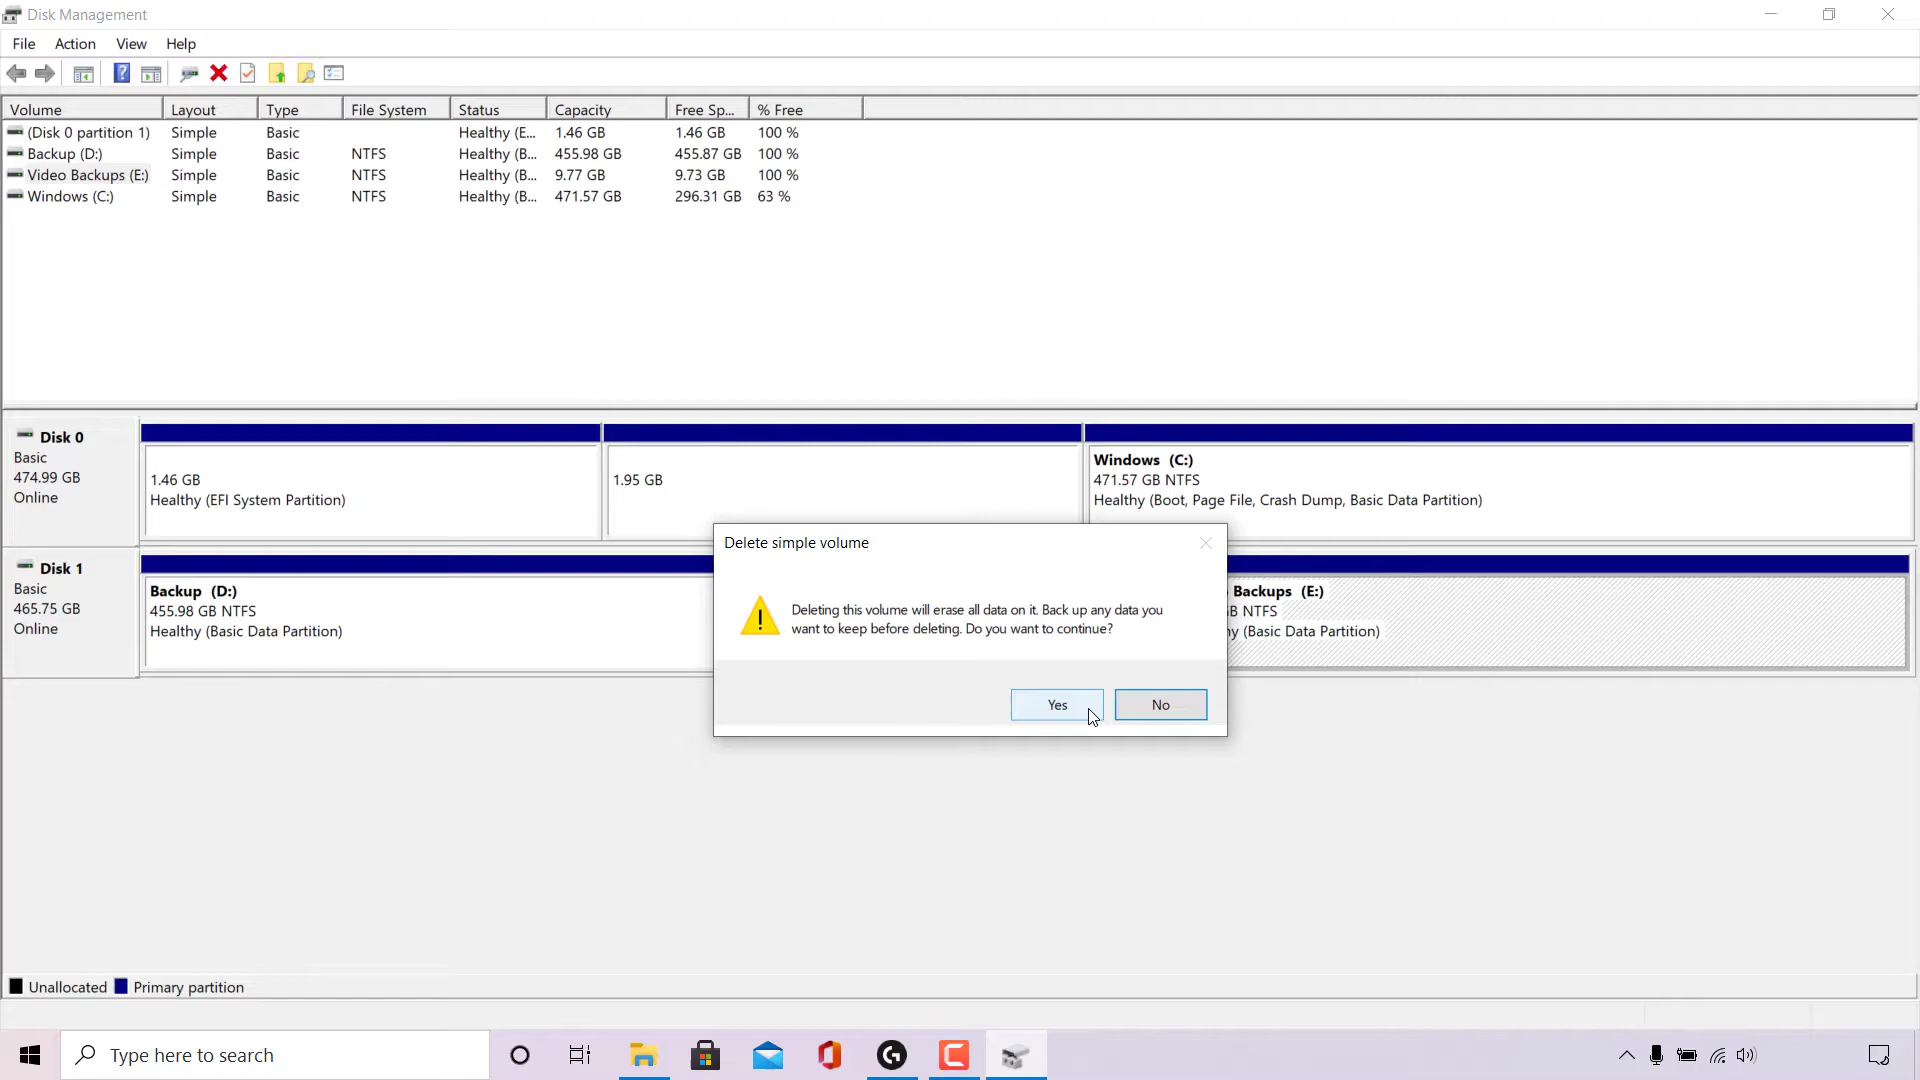 Disk Management
File Action View Help
Volume Layout Type File System Status Capacity Free Sp... % Free
(Disk 0 partition 1) Simple Basic Healthy (E... 1.46 GB 1.46 GB 100 %
Backup (D:) Simple Basic NTFS Healthy (B... 455.98 GB 455.87 GB 100 %
Video Backups (E:) Simple Basic NTFS Healthy (B... 9.77 GB 9.73 GB 100 %
Windows (C:) Simple Basic NTFS Healthy (B... 471.57 GB 296.31 GB 63 %
Disk 0
Basic
474.99 GB
Online
1.46 GB
Healthy (EFI System Partition)
1.95 GB
Windows (C:)
471.57 GB NTFS
Healthy (Boot, Page File, Crash Dump, Basic Data Partition)
Disk 1
Basic
465.75 GB
Online
Backup (D:)
455.98 GB NTFS
Healthy (Basic Data Partition)
Backups (E:)
GB NTFS
hy (Basic Data Partition)
Delete simple volume
Deleting this volume will erase all data on it. Back up any data you
want to keep before deleting. Do you want to continue?
Yes No
Unallocated Primary partition
Type here to search